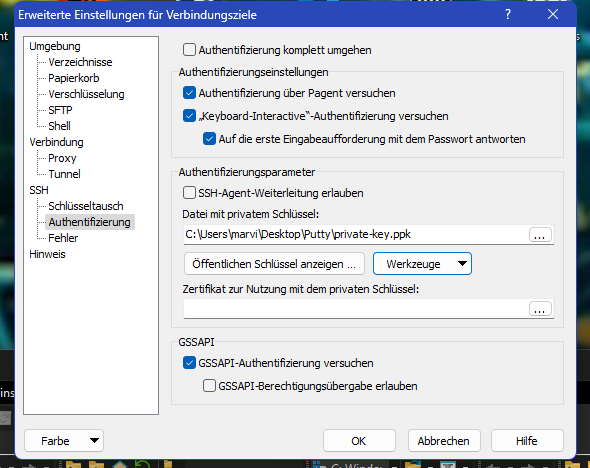 Erweiterte Einstellungen für Verbindungsziele
?
Umgebung
Verzeichnisse
Papierkorb
Verschlüsselung
SFTP
Shell
Verbindung
Proxy
Tunnel
SSH
Schlüsseltausch
Authentifizierung
Fehler
Hinweis
Authentifizierung komplett umgehen
Authentifizierungseinstellungen
Authentifizierung über Pagent versuchen
„Keyboard-Interactive“-Authentifizierung versuchen
Auf die erste Eingabeaufforderung mit dem Passwort antworten
Authentifizierungsparameter
SSH-Agent-Weiterleitung erlauben
Datei mit privatem Schlüssel:
C:\Users\marvi\Desktop\Putty\private-key.ppk ...
Öffentlichen Schlüssel anzeigen ... Werkzeuge
Zertifikat zur Nutzung mit dem privaten Schlüssel:
...
GSSAPI
GSSAPI-Authentifizierung versuchen
GSSAPI-Berechtigungsübergabe erlauben
Farbe OK Abbrechen Hilfe